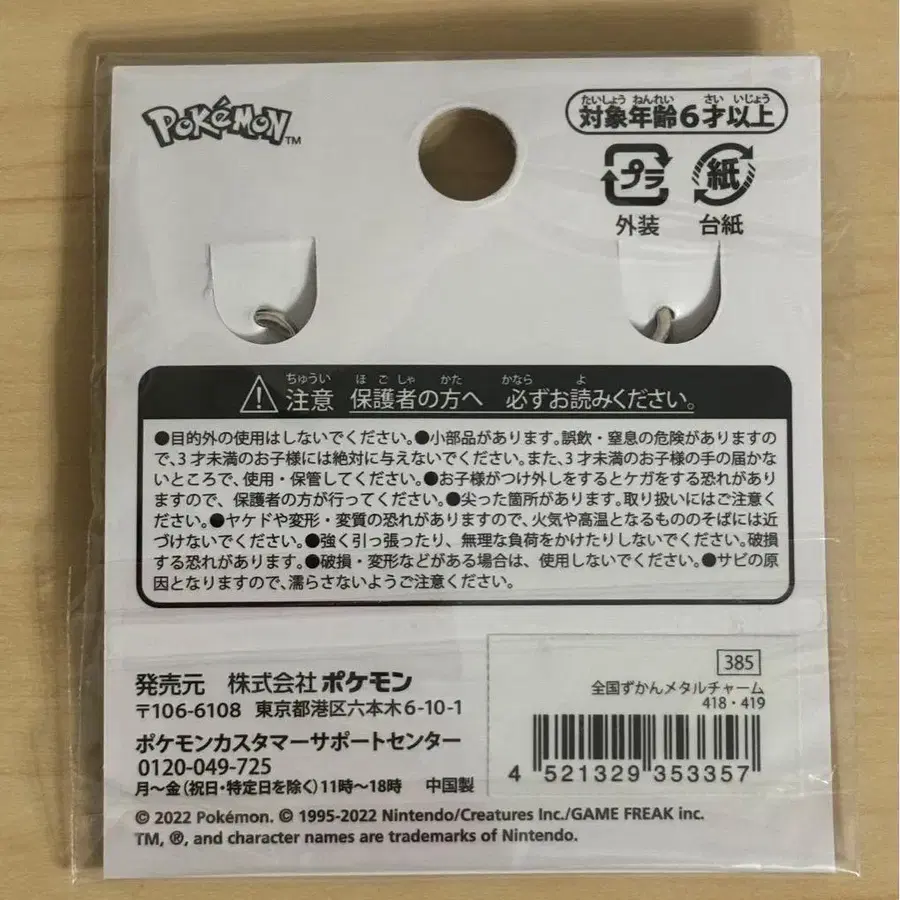 POKéMON™
たいしょう ねんれい さい いじょう
対象年齢6才以上
プラ
紙
外装
台紙
ちゅうい ほごしゃ かた かなら よ
注意 保護者の方へ 必ずお読みください。
●目的外の使用はしないでください。●小部品があります。誤飲・窒息の危険がありますの
で、3才未満のお子様には絶対に与えないでください。また、3才未満のお子様の手の届かな
いところで、使用・保管してください。●お子様がつけ外しをするとケガをする恐れがあり
ますので、保護者の方が行ってください。●尖った箇所があります。取り扱いにはご注意く
ださい。●ヤケドや変形・変質の恐れがありますので、火気や高温となるもののそばには近
づけないでください。●強く引っ張ったり、無理な負荷をかけたりしないでください。破損
する恐れがあります。●破損・変形などがある場合は、使用しないでください。●サビの原
因となりますので、濡らさないようご注意ください。
発売元 株式会社ポケモン
〒106-6108 東京都港区六本木6-10-1
ポケモンカスタマーサポートセンター
0120-049-725
月〜金(祝日・特定日を除く)11時〜18時 中国製
385
全国ずかんメタルチャーム
418・419
4 521329 353357
© 2022 Pokémon. © 1995-2022 Nintendo/Creatures Inc./GAME FREAK inc.
TM, ®, and character names are trademarks of Nintendo.